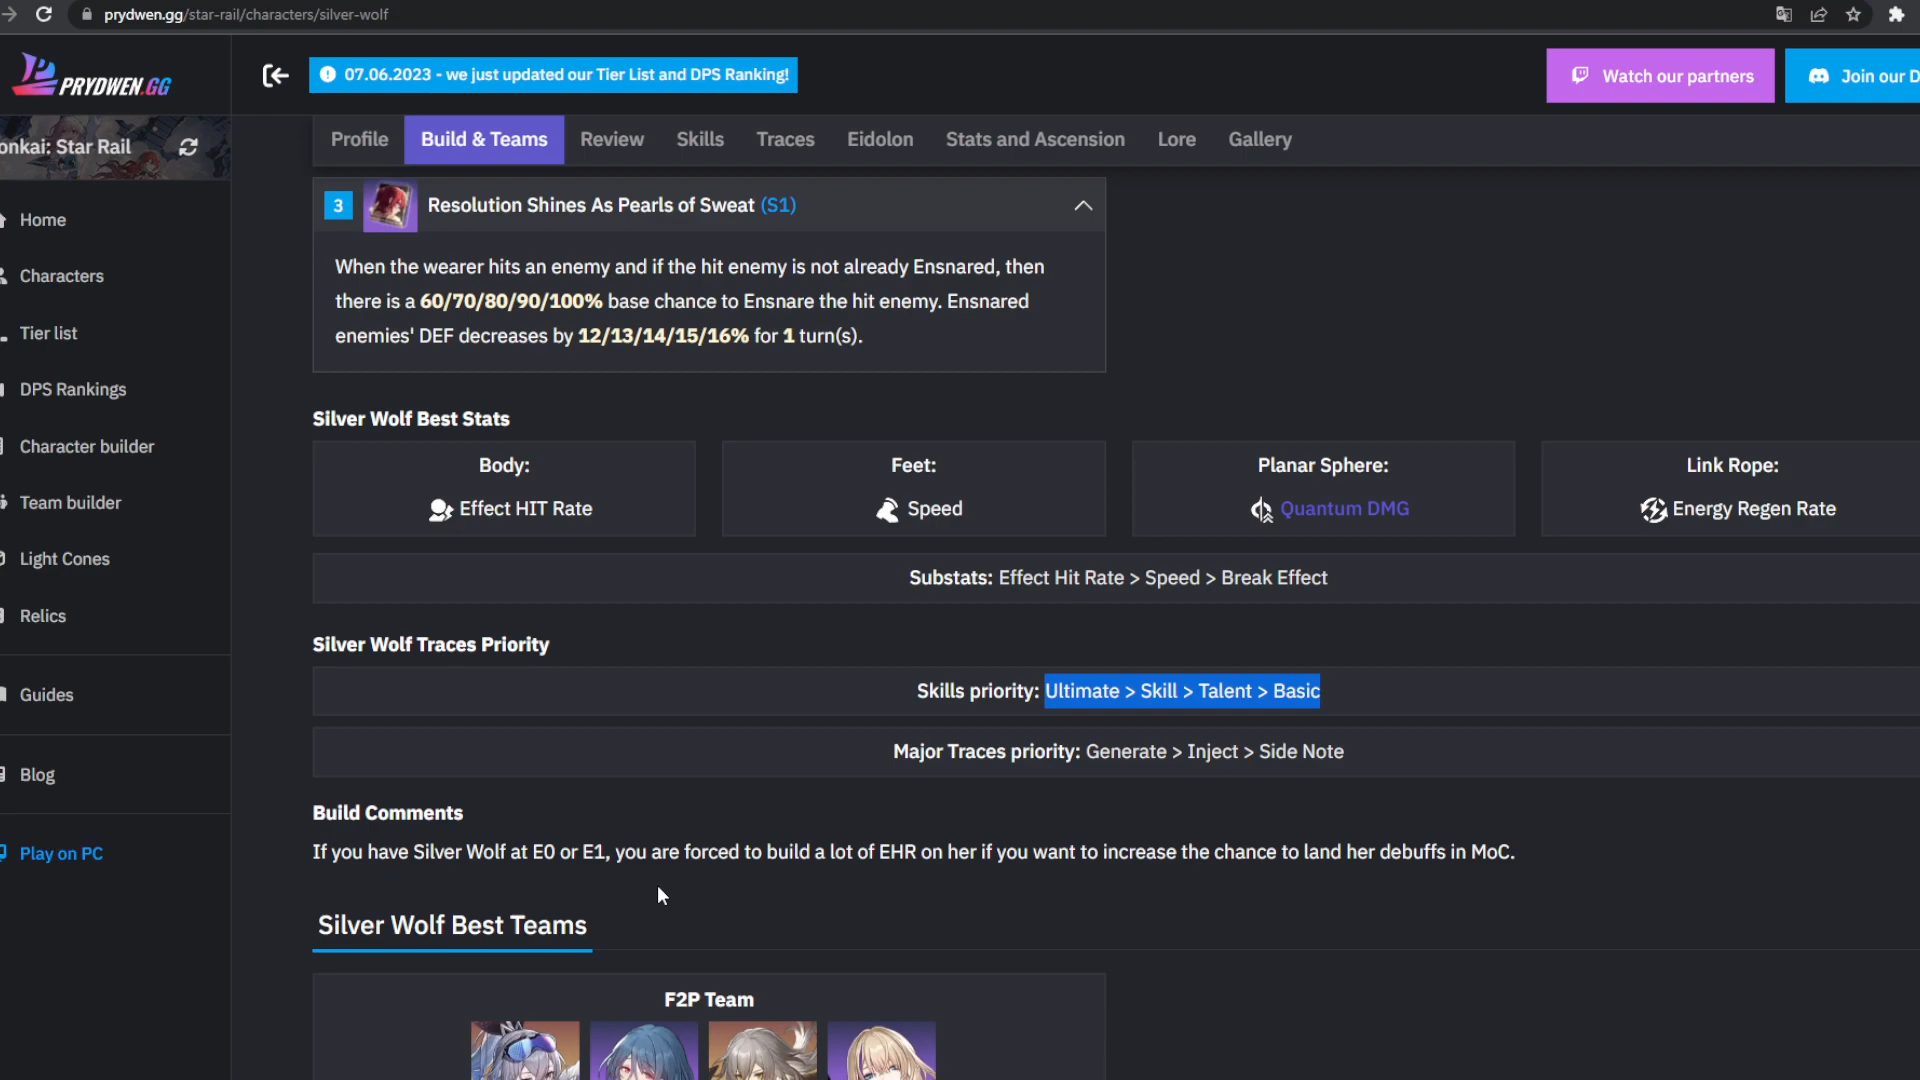 prydwen.gg/star-rail/characters/silver-wolf
PRYDWEN.GG
07.06.2023 - we just updated our Tier List and DPS Ranking!
Watch our partners
Join our D
onkai: Star Rail
Profile
Build & Teams
Review
Skills
Traces
Eidolon
Stats and Ascension
Lore
Gallery
Home
Characters
Tier list
DPS Rankings
Character builder
Team builder
Light Cones
Relics
Guides
Blog
Play on PC
3 Resolution Shines As Pearls of Sweat (S1)
When the wearer hits an enemy and if the hit enemy is not already Ensnared, then
there is a 60/70/80/90/100% base chance to Ensnare the hit enemy. Ensnared
enemies' DEF decreases by 12/13/14/15/16% for 1 turn(s).
Silver Wolf Best Stats
Body:
Effect HIT Rate
Feet:
Speed
Planar Sphere:
Quantum DMG
Link Rope:
Energy Regen Rate
Substats: Effect Hit Rate > Speed > Break Effect
Silver Wolf Traces Priority
Skills priority: Ultimate > Skill > Talent > Basic
Major Traces priority: Generate > Inject > Side Note
Build Comments
If you have Silver Wolf at E0 or E1, you are forced to build a lot of EHR on her if you want to increase the chance to land her debuffs in MoC.
Silver Wolf Best Teams
F2P Team